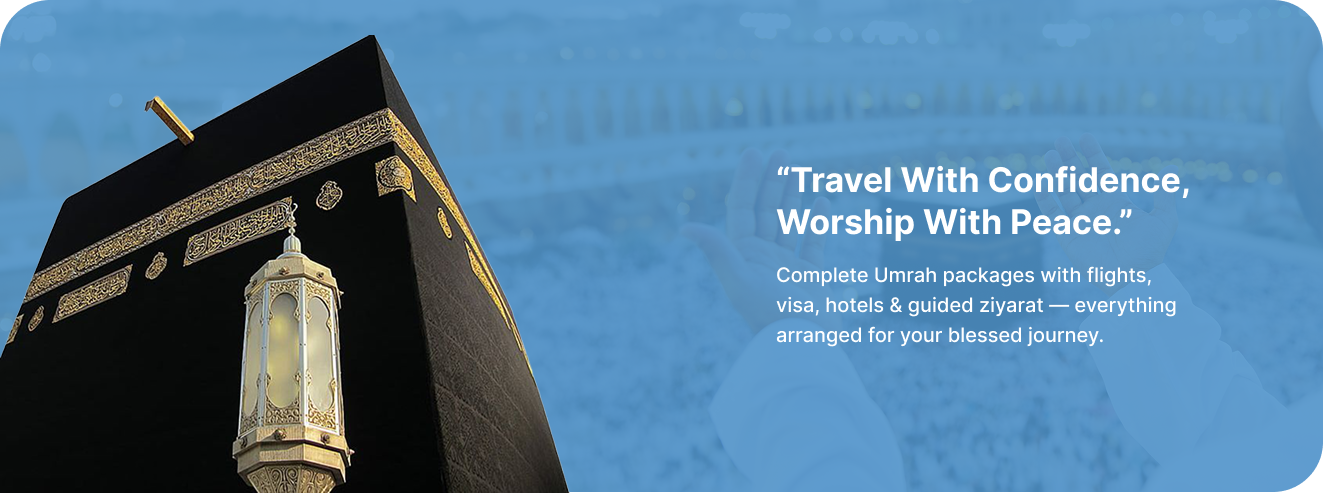 “Travel With Confidence,
Worship With Peace.”
Complete Umrah packages with flights,
visa, hotels & guided ziyarat — everything
arranged for your blessed journey.